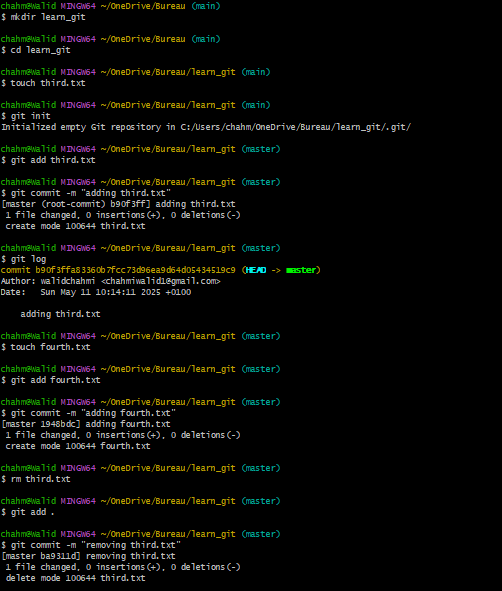 chahm@Walid MINGW64 ~/OneDrive/Bureau (main)
$ mkdir learn_git
chahm@Walid MINGW64 ~/OneDrive/Bureau (main)
$ cd learn_git
chahm@Walid MINGW64 ~/OneDrive/Bureau/learn_git (main)
$ touch third.txt
chahm@Walid MINGW64 ~/OneDrive/Bureau/learn_git (main)
$ git init
Initialized empty Git repository in C:/Users/chahm/OneDrive/Bureau/learn_git/.git/
chahm@Walid MINGW64 ~/OneDrive/Bureau/learn_git (master)
$ git add third.txt
chahm@Walid MINGW64 ~/OneDrive/Bureau/learn_git (master)
$ git commit -m "adding third.txt"
[master (root-commit) b90f3ff] adding third.txt
1 file changed, 0 insertions(+), 0 deletions(-)
create mode 100644 third.txt
chahm@Walid MINGW64 ~/OneDrive/Bureau/learn_git (master)
$ git log
commit b90f3ffa83360b7fcc73d96ea9d64d05434519c9 (HEAD -> master)
Author: walidchahmi <chahmiwalid1@gmail.com>
Date:   Sun May 11 10:14:11 2025 +0100
adding third.txt
chahm@Walid MINGW64 ~/OneDrive/Bureau/learn_git (master)
$ touch fourth.txt
chahm@Walid MINGW64 ~/OneDrive/Bureau/learn_git (master)
$ git add fourth.txt
chahm@Walid MINGW64 ~/OneDrive/Bureau/learn_git (master)
$ git commit -m "adding fourth.txt"
[master 1948bdc] adding fourth.txt
1 file changed, 0 insertions(+), 0 deletions(-)
create mode 100644 fourth.txt
chahm@Walid MINGW64 ~/OneDrive/Bureau/learn_git (master)
$ rm third.txt
chahm@Walid MINGW64 ~/OneDrive/Bureau/learn_git (master)
$ git add .
chahm@Walid MINGW64 ~/OneDrive/Bureau/learn_git (master)
$ git commit -m "removing third.txt"
[master ba9311d] removing third.txt
1 file changed, 0 insertions(+), 0 deletions(-)
delete mode 100644 third.txt